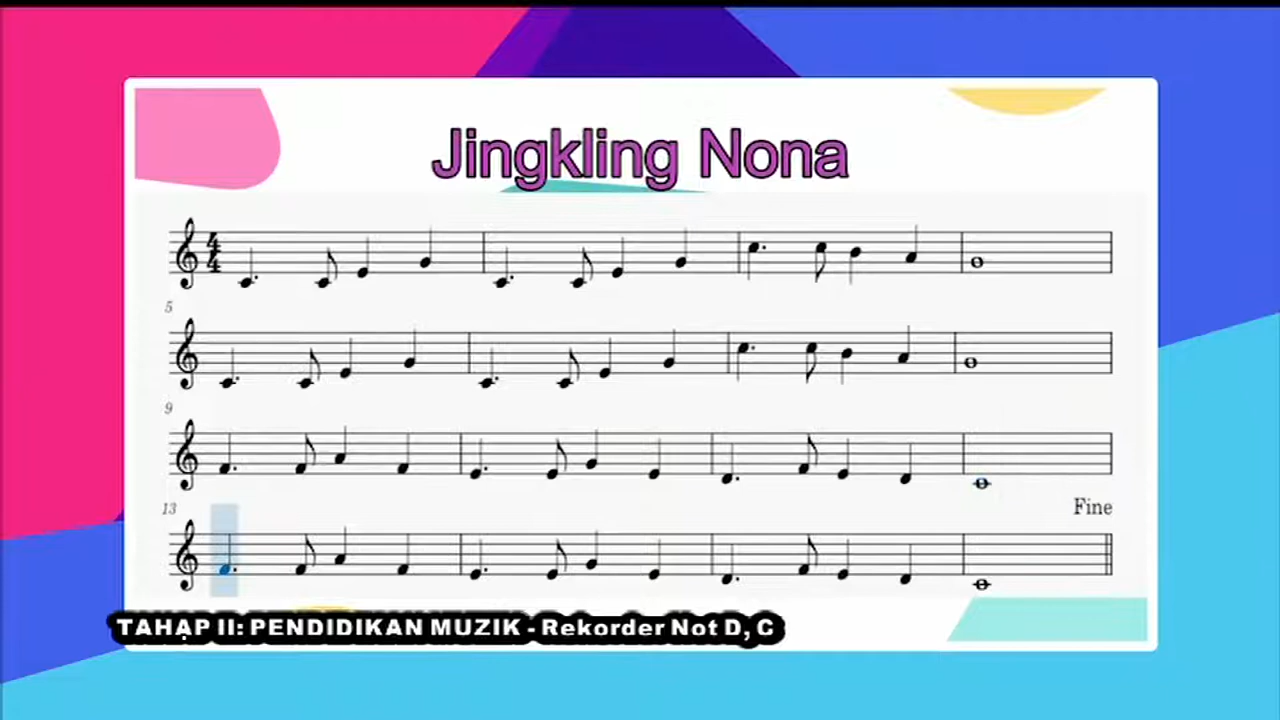 Jingkling Nona
4
4
5
9
13
Fine
TAHAP II: PENDIDIKAN MUZIK - Rekorder Not D, C